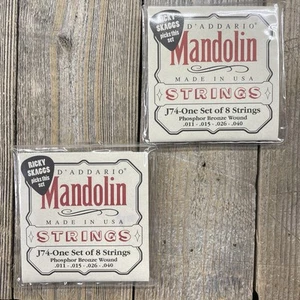 RICKY
SKAGGS
picks this
set
D'ADDARIO
Mandolin
MADE IN USA
STRINGS
J74-One Set of 8 Strings
Phosphor Bronze Wound
.011 - .015 - .026 - .040
RICKY
SKAGGS
picks this
set
D'ADDARIO
Mandolin
MADE IN USA
STRINGS
J74-One Set of 8 Strings
Phosphor Bronze Wound
.011 - .015 - .026 - .040